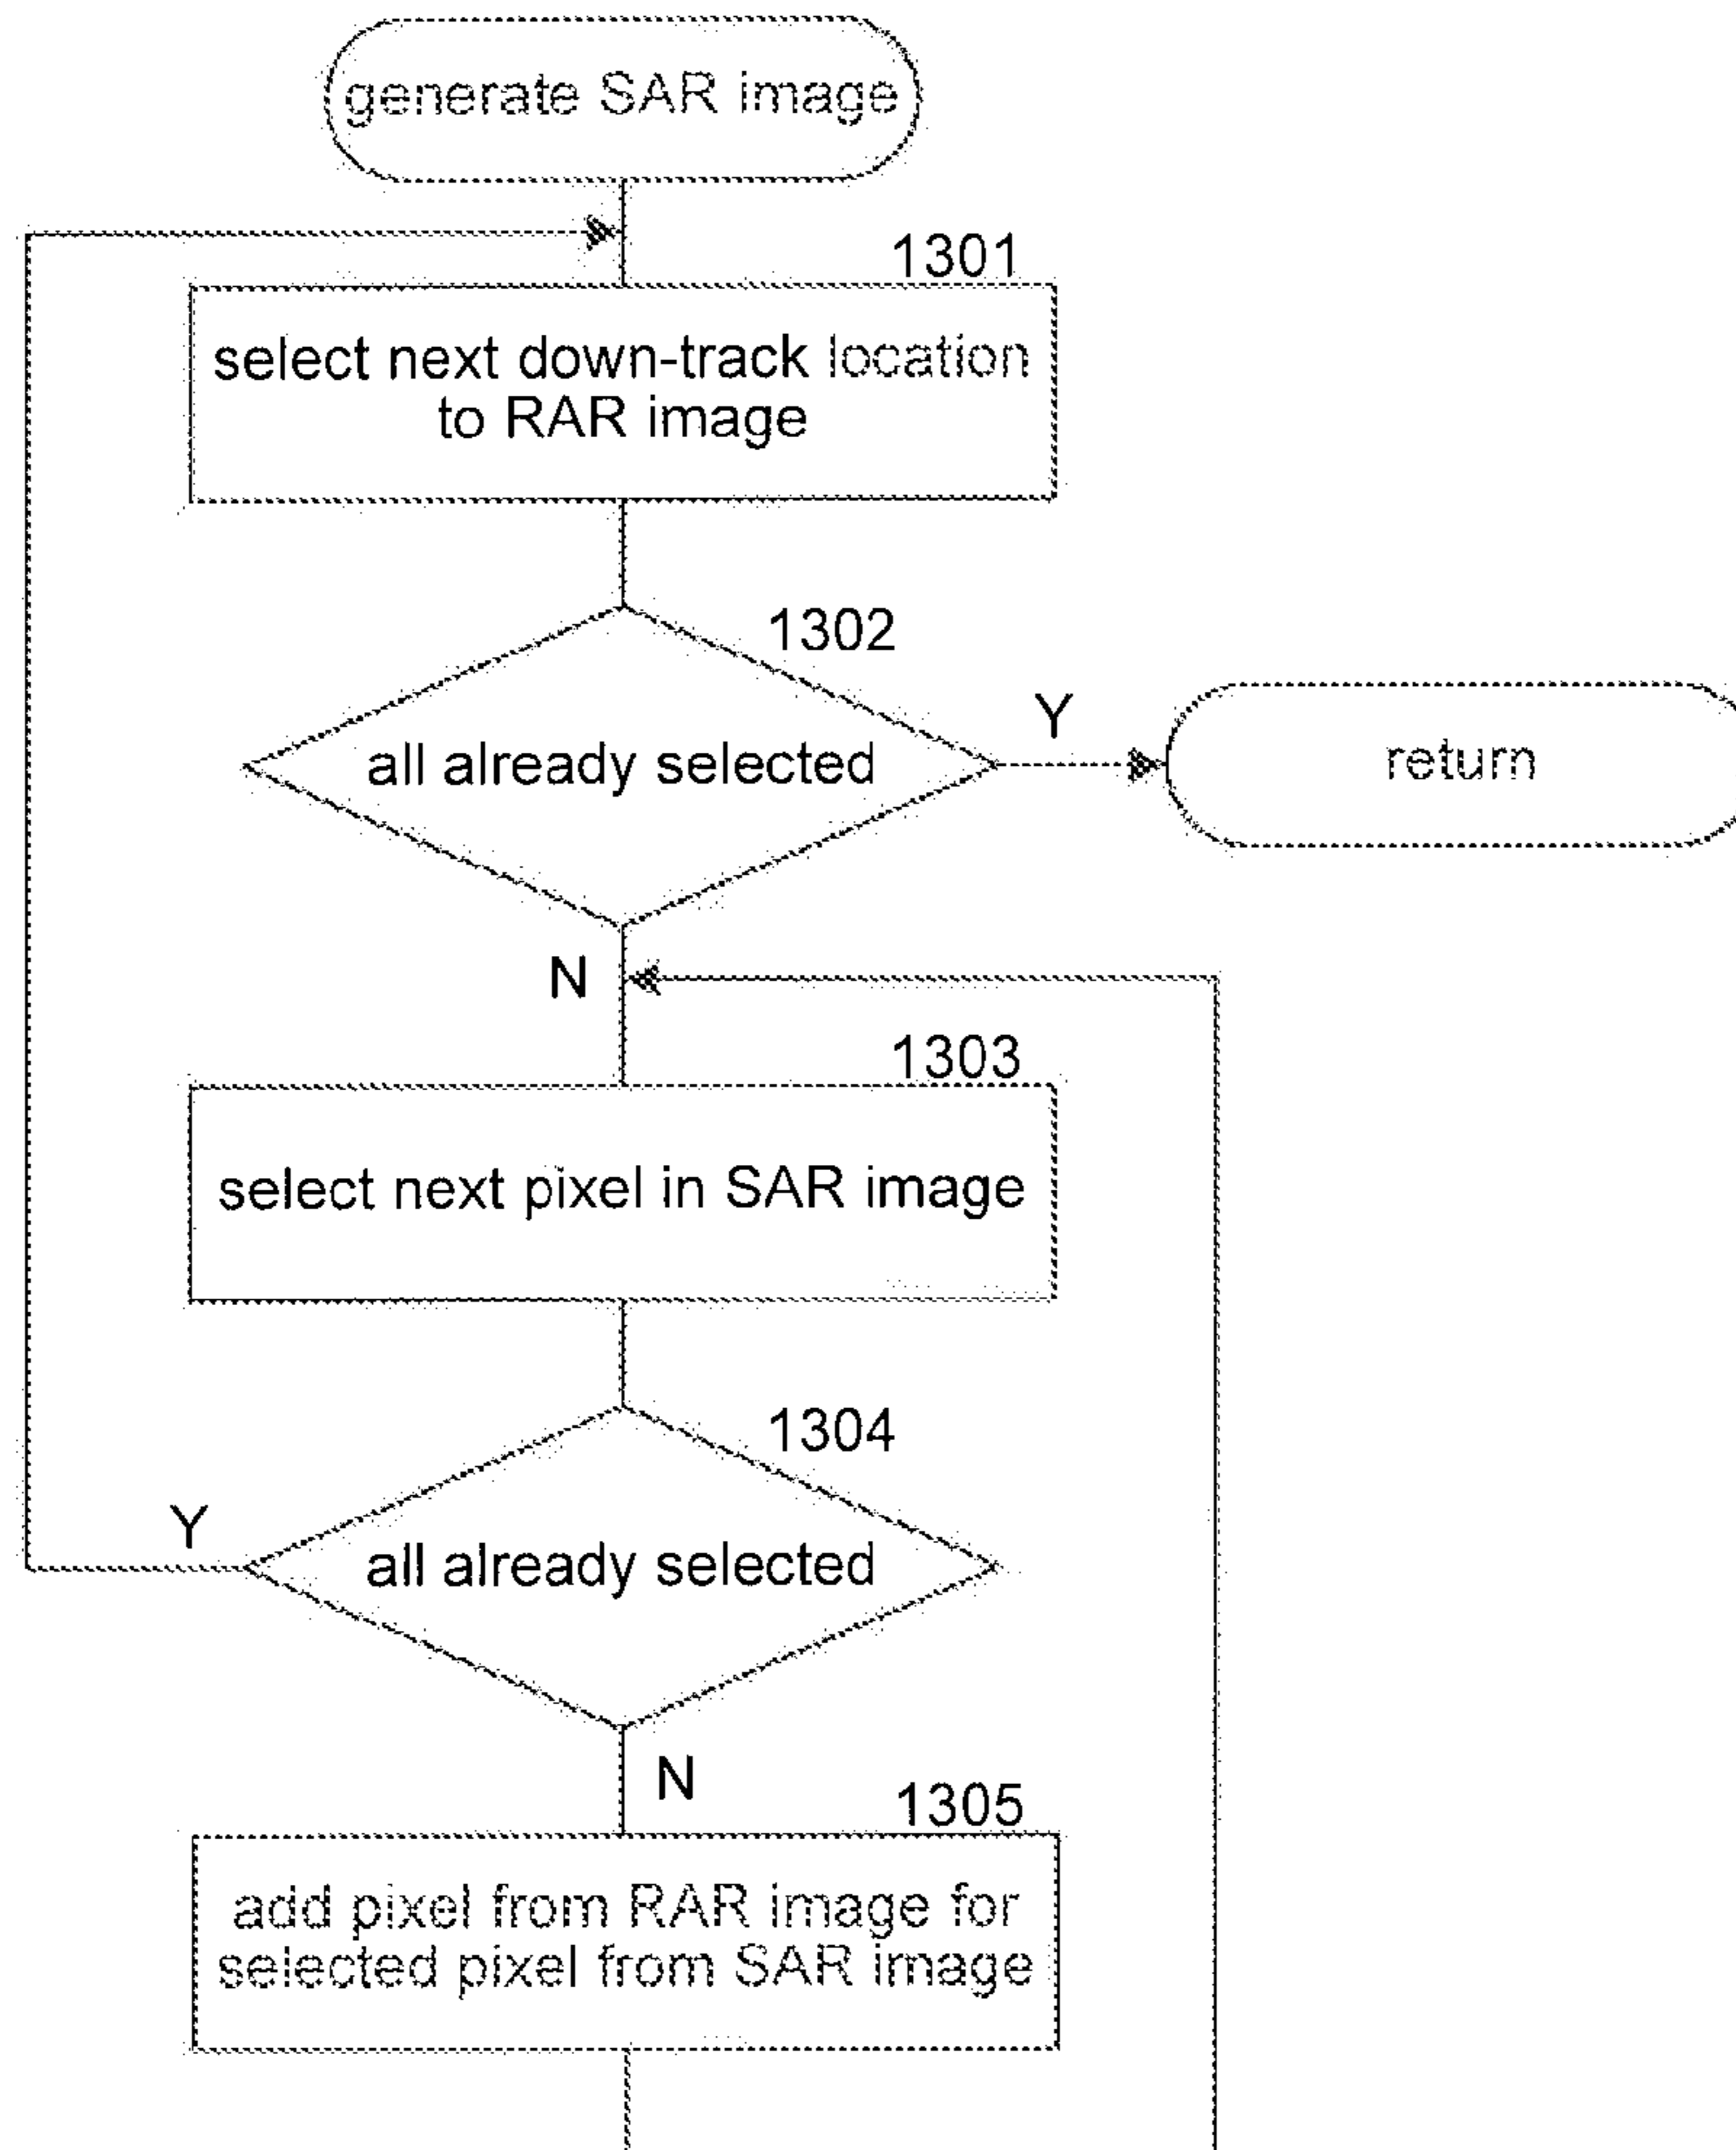 generate SAR image
1301
select next down-track location
to RAR image
1302
all already selected
Y
return
N
1303
select next pixel in SAR image
1304
Y
all already selected
N
1305
add pixel from RAR image for
selected pixel from SAR image